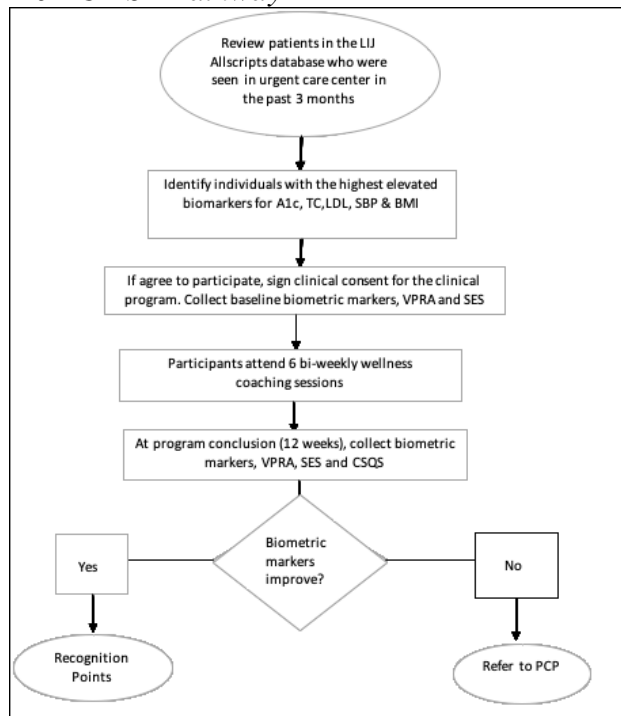 Review patients in the LIJ
Allscripts database who were
seen in urgent care center in
the past 3 months
Identify individuals with the highest elevated
biomarkers for A1c, TC,LDL, SBP & BMI
If agree to participate, sign clinical consent for the clinical
program. Collect baseline biometric markers, VPRA and SES
Participants attend 6 bi-weekly wellness
coaching sessions
At program conclusion (12 weeks), collect biometric
markers, VPRA, SES and CSQS
Biometric
markers
improve?
Yes
No
Recognition
Points
Refer to PCP